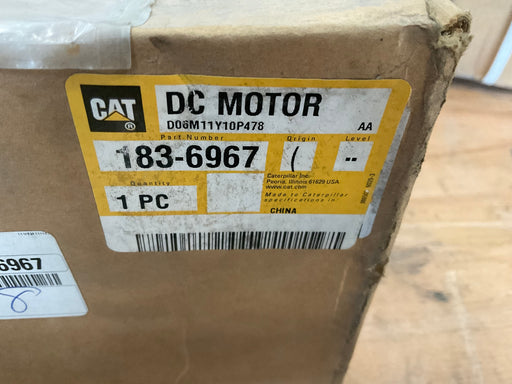 CAT
®
DC MOTOR
D06M11Y10P478 AA
Part Number Origin Level
183-6967 ( --
Quantity
1 PC
Caterpillar Inc.
Peoria, Illinois 61629 USA
www.cat.com
Made to Caterpillar
specifications in:
CHINA
6967
8